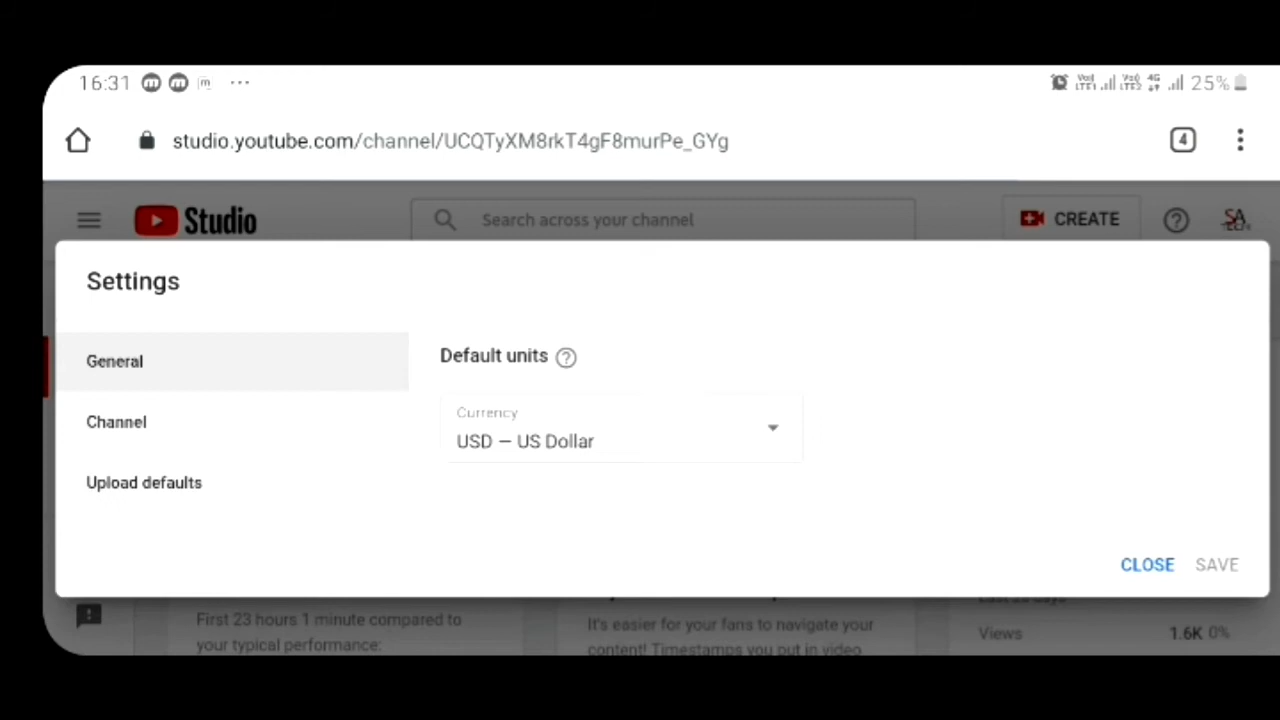 16:31 ... 25%
studio.youtube.com/channel/UCQTyXM8rkT4gF8murPe_GYg 4
Studio Search across your channel CREATE
Settings
General
Default units
Channel
Currency
USD – US Dollar
Upload defaults
CLOSE SAVE
First 23 hours 1 minute compared to
your typical performance:
It's easier for your fans to navigate your
content! Timestamps you put in video
Views 1.6K 0%